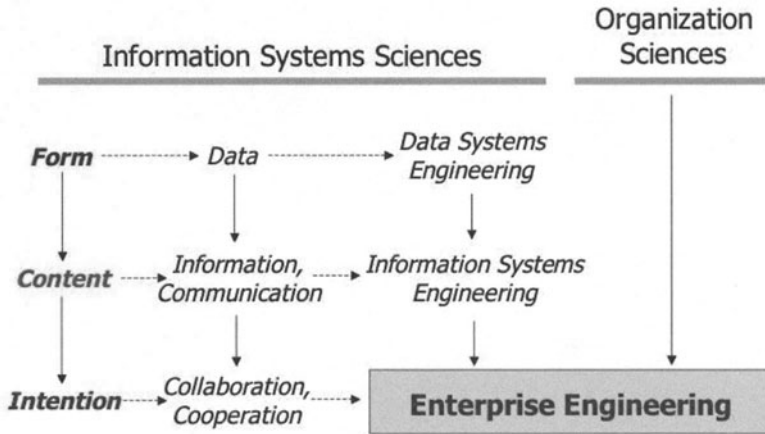 Information Systems Sciences
Organization
Sciences
Form
Data
Data Systems
Engineering
Content
Information,
Communication
Information Systems
Engineering
Intention
Collaboration,
Cooperation
Enterprise Engineering